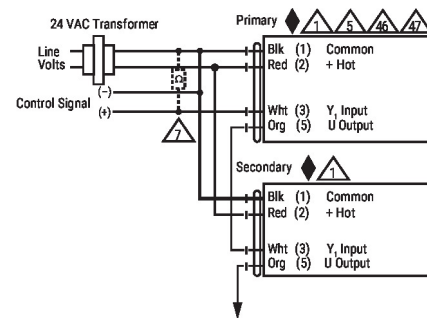 24 VAC Transformer
Primary 1 5 46 47
Line Volts
Blk (1) Common
Red (2) + Hot
Ω
(–)
Control Signal
(+)
Wht (3) Y1 Input
Org (5) U Output
7
Secondary 1
Blk (1) Common
Red (2) + Hot
Wht (3) Y1 Input
Org (5) U Output